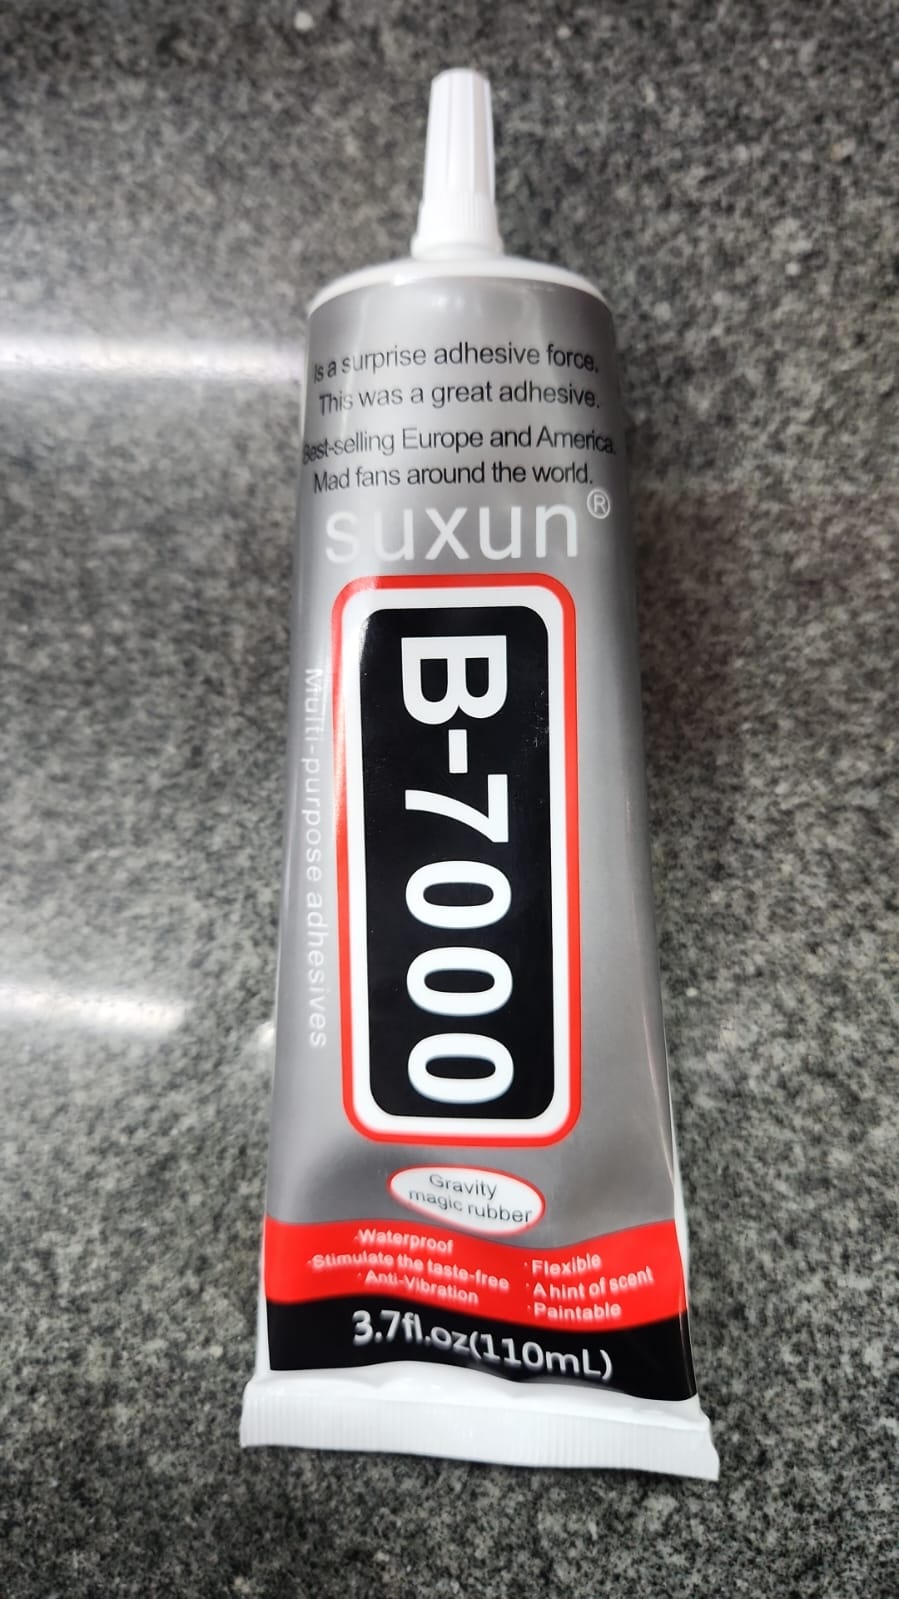 Is a surprise adhesive force.
This was a great adhesive.
Best-selling Europe and America.
Mad fans around the world.
suxun®
B-7000
Multi-purpose adhesives
Gravity
magic rubber
·Waterproof
·Stimulate the taste-free
·Anti-Vibration
·Flexible
·A hint of scent
·Paintable
3.7fl.oz(110mL)